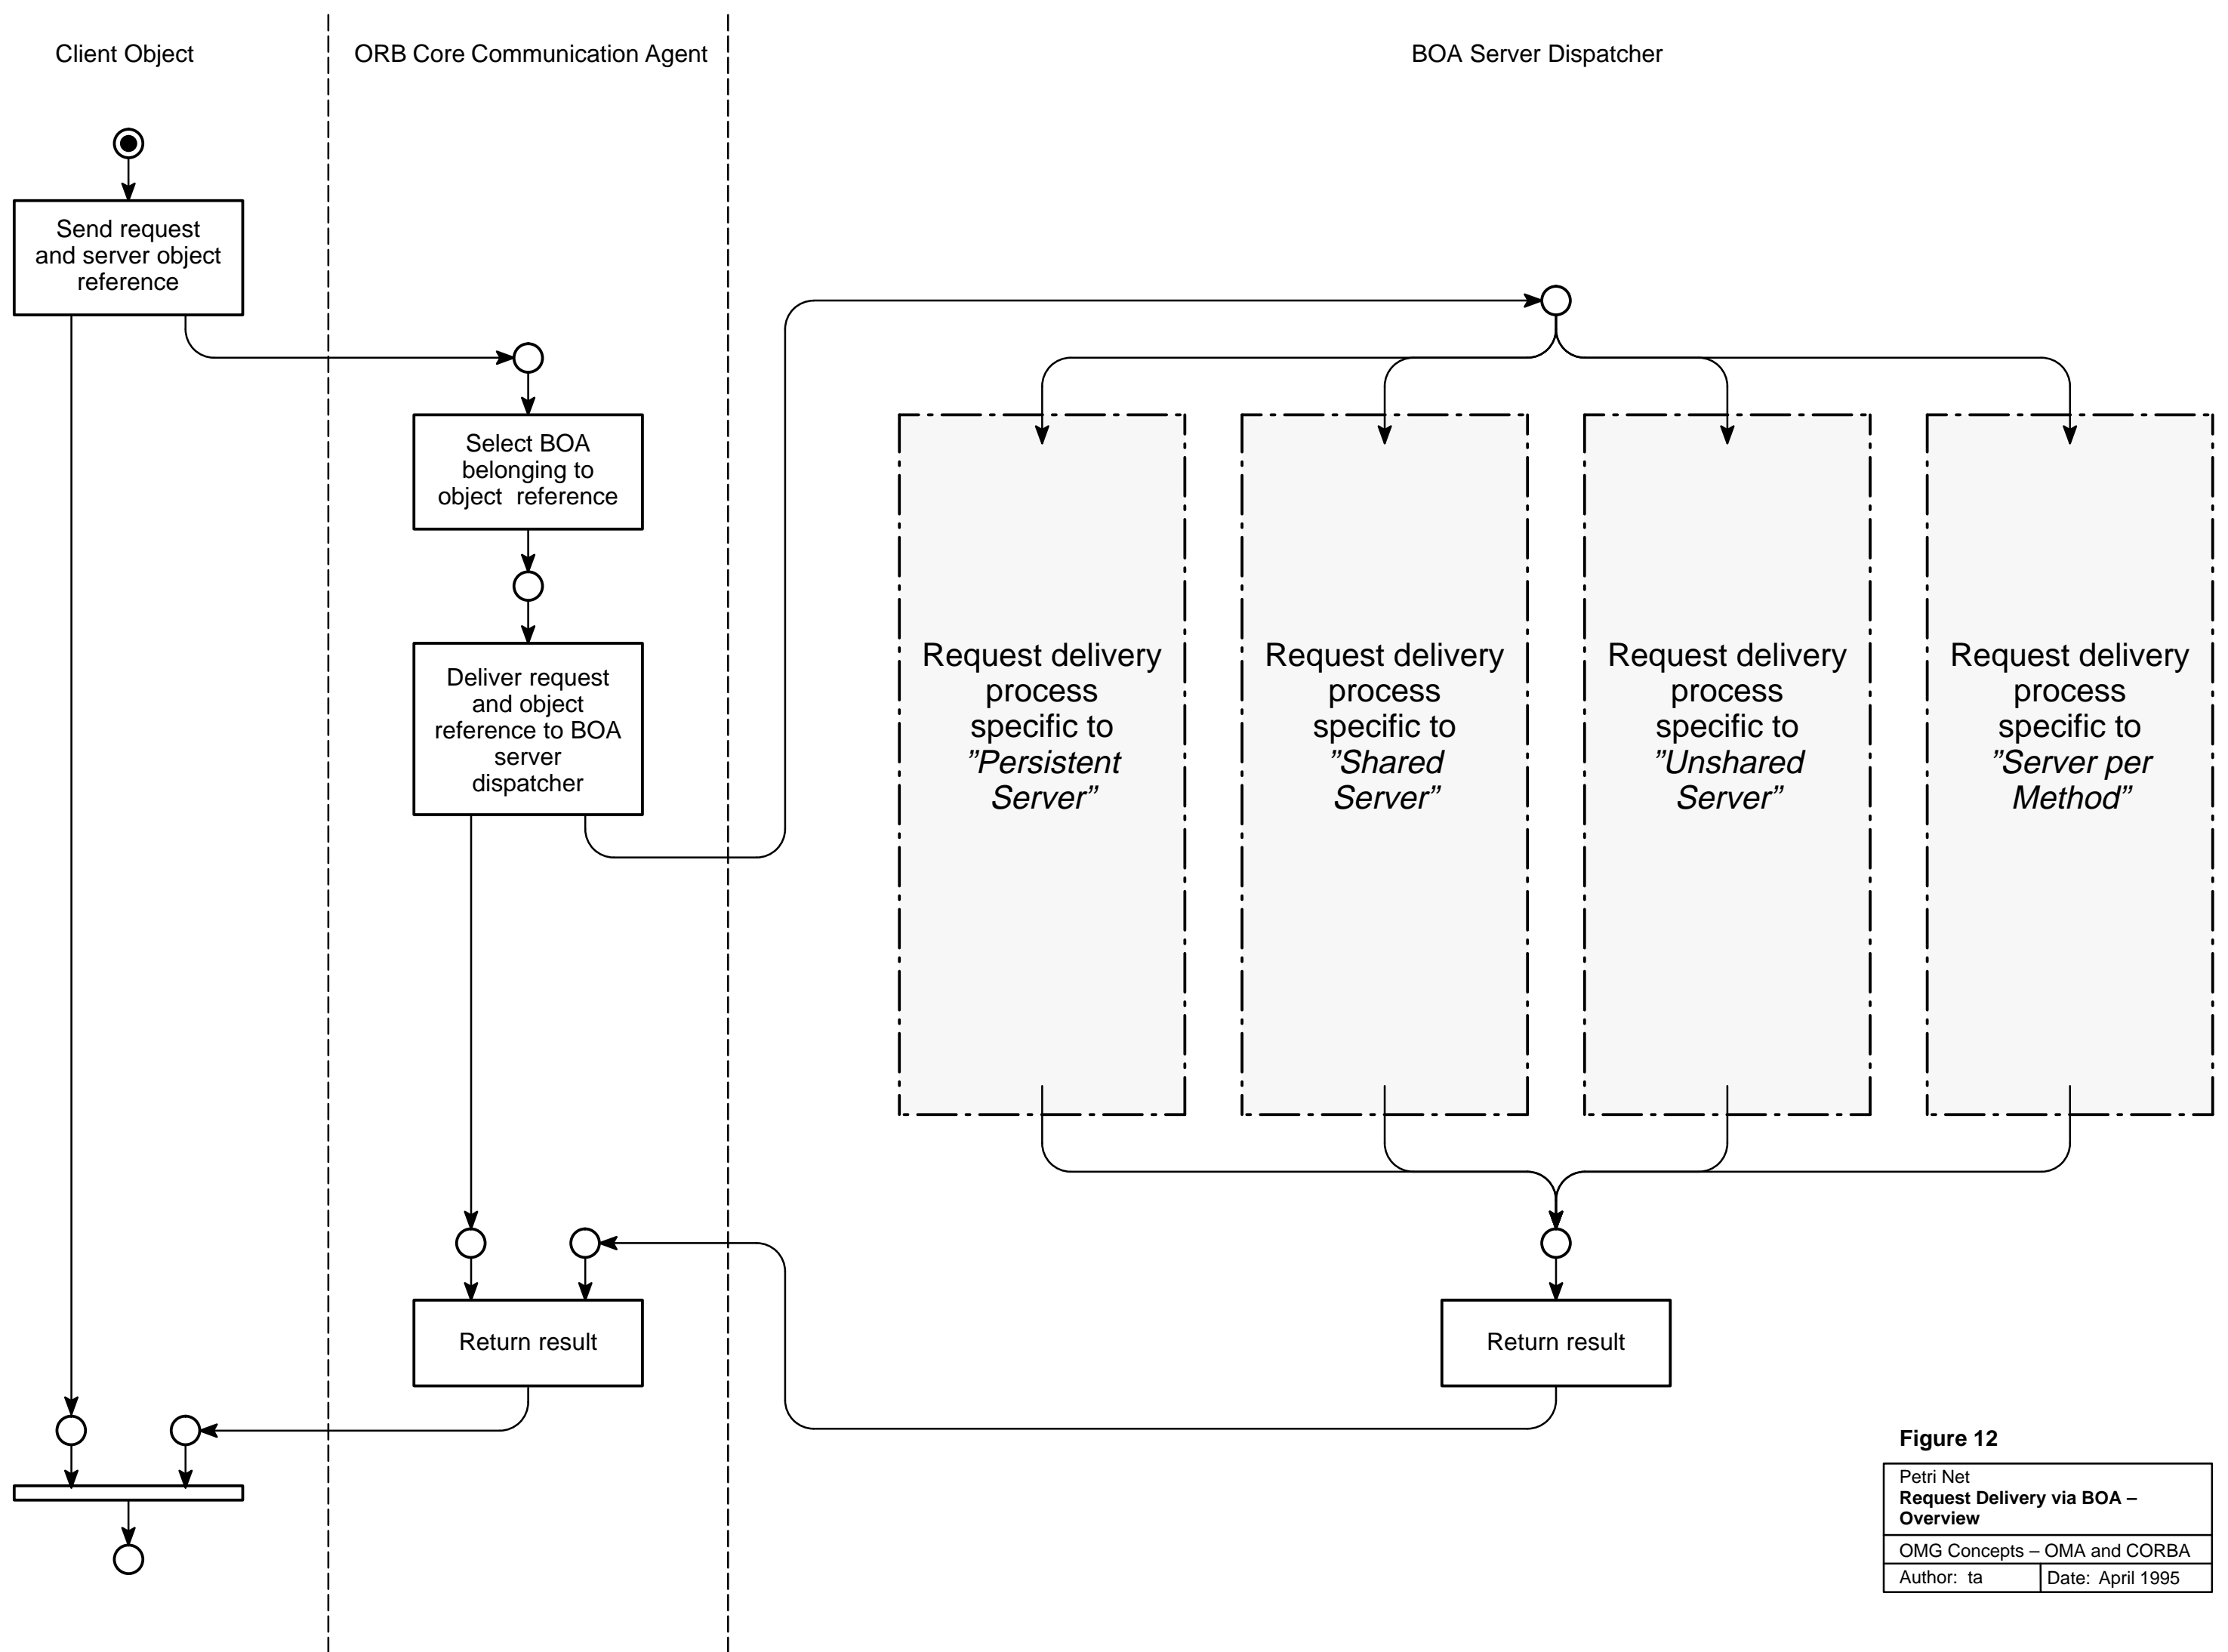 Client Object
ORB Core Communication Agent
BOA Server Dispatcher
Send request
and server object
reference
Select BOA
belonging to
object  reference
Deliver request
and object
reference to BOA
server
dispatcher
Request delivery
process
specific to
”Persistent
Server”
Request delivery
process
specific to
”Shared
Server”
Request delivery
process
specific to
”Unshared
Server”
Request delivery
process
specific to
”Server per
Method”
Return result
Return result
Figure 12
Petri Net
Request Delivery via BOA –
Overview
OMG Concepts – OMA and CORBA
Author:  ta
Date:  April 1995